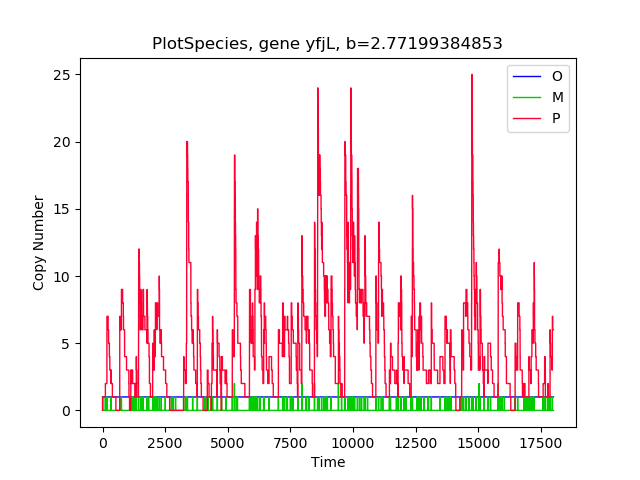 PlotSpecies, gene yfjL, b=2.77199384853
O
M
P
25
20
15
10
5
0
Copy Number
0 2500 5000 7500 10000 12500 15000 17500
Time